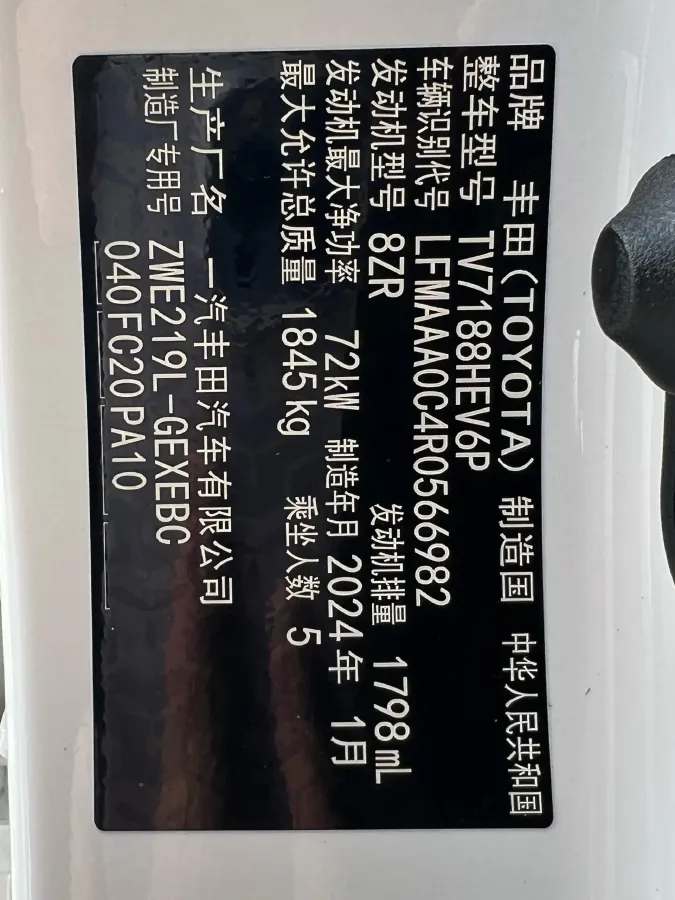 品牌 丰田(TOYOTA) 制造国 中华人民共和国
整车型号 TV7188HEV6P
车辆识别代号 LFMAAA0C4R0566982
发动机型号 8ZR 发动机排量 1798mL
发动机最大净功率 72kW 制造年月 2024年 1月
最大允许总质量 1845kg 乘坐人数 5
生产厂名 一汽丰田汽车有限公司
制造厂专用号 ZWE219L-GEXEBC
040FC20PA10